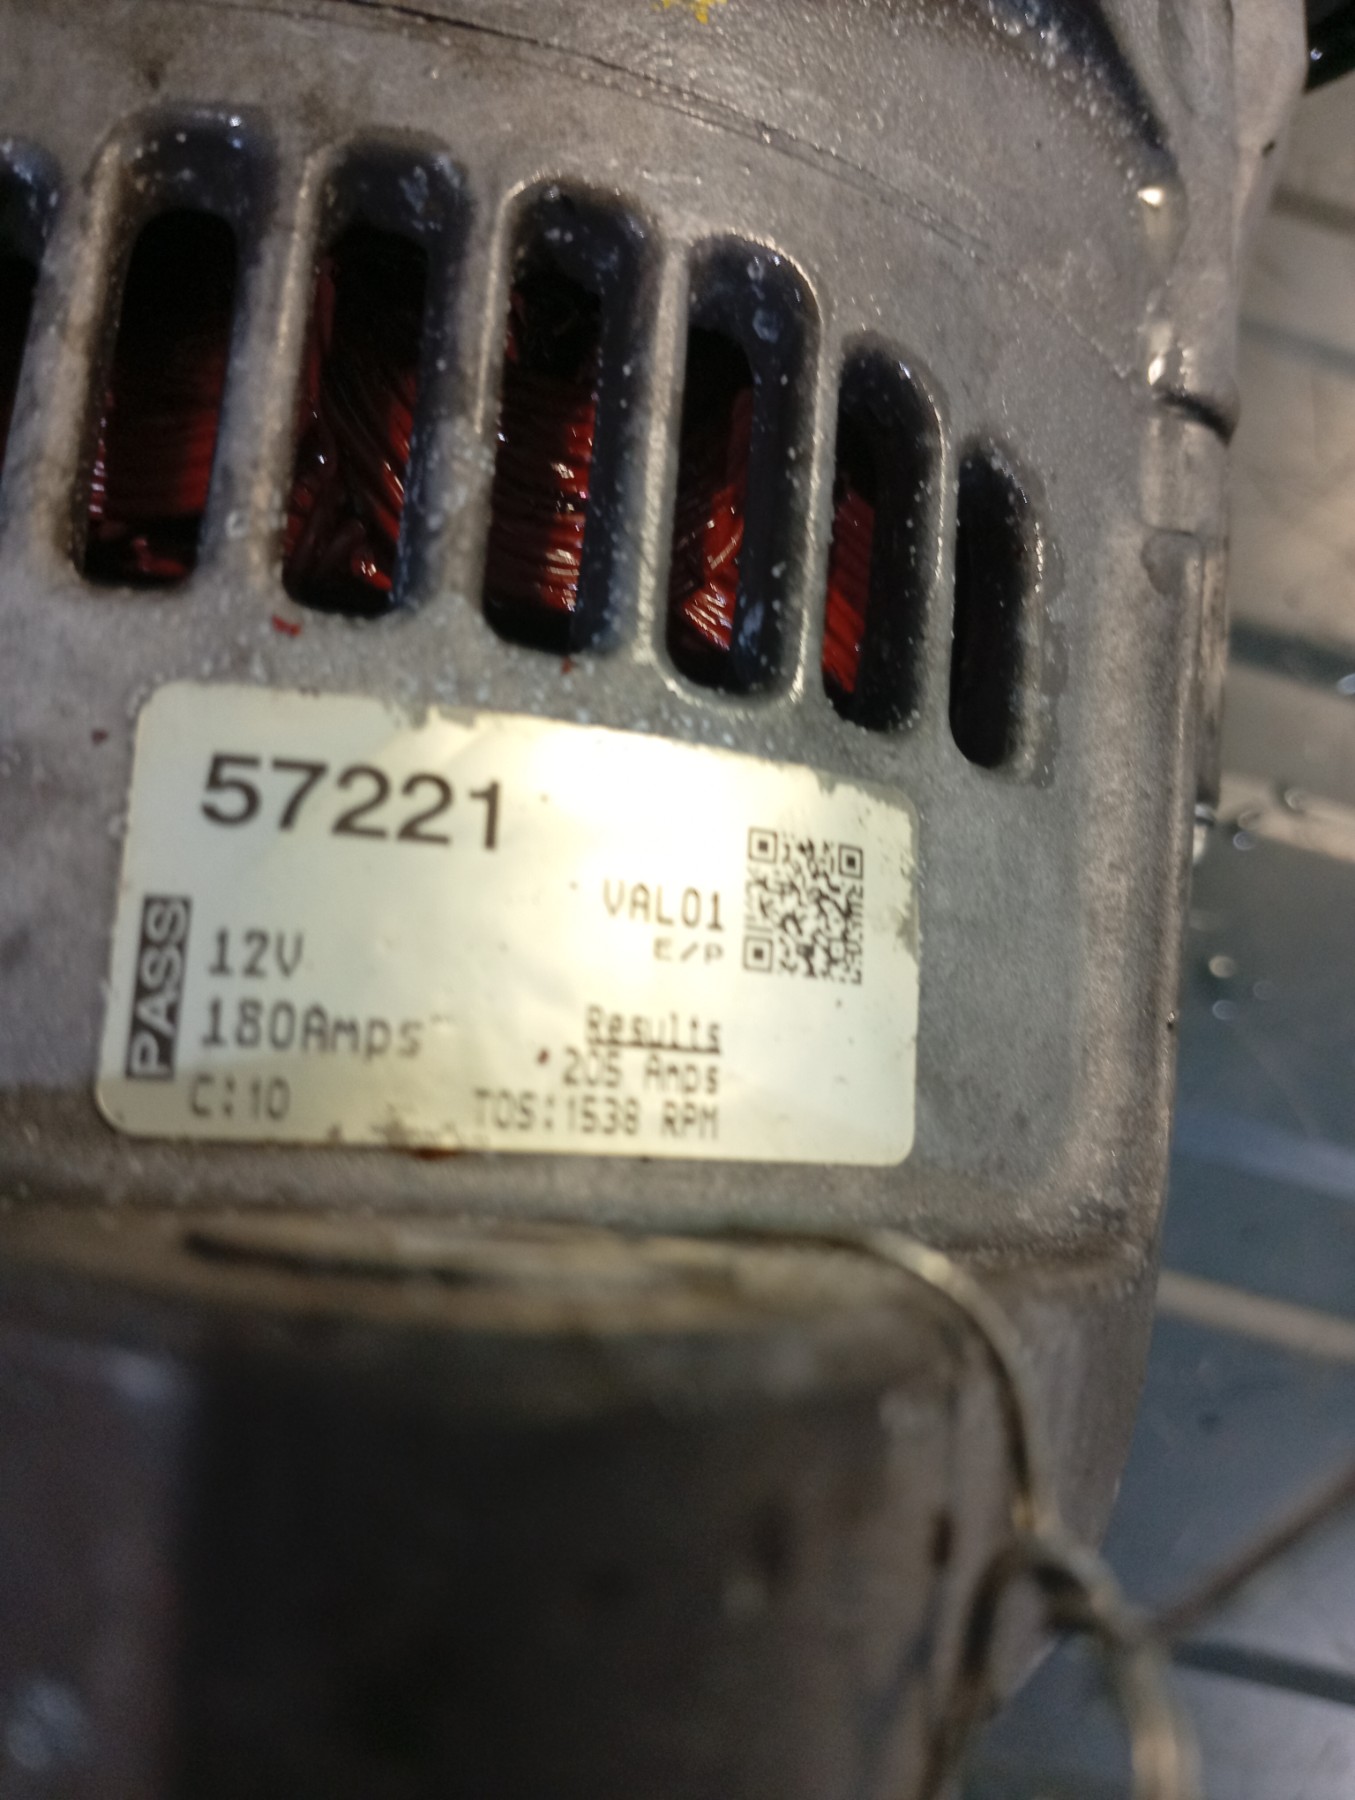 57221
VAL01
E/P
PASS
12V
180Amps
Results
205 Amps
C:10
TOS:1538 RPM